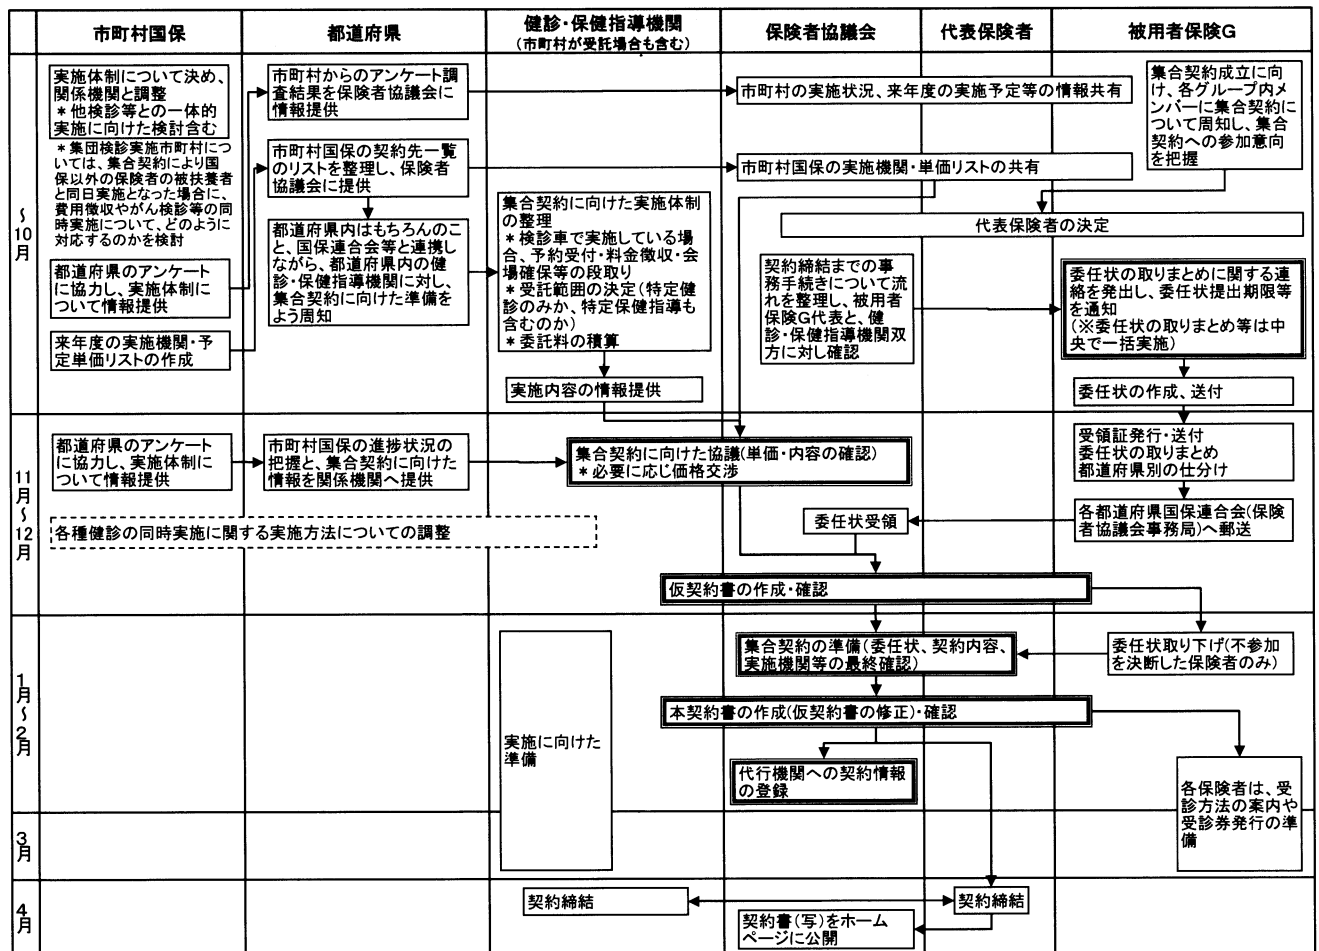 市町村国保
都道府県
健診・保健指導機関
(市町村が受託場合も含む)
保険者協議会
代表保険者
被用者保険G
～10月
実施体制について決め、
関係機関と調整
＊他検診等との一体的
実施に向けた検討含む
＊集団検診実施市町村につ
いては、集合契約により国
保以外の保険者の被扶養者
と同日実施となった場合に、
費用徴収やがん検診等の同
時実施について、どのように
対応するのかを検討
都道府県のアンケート
に協力し、実施体制に
ついて情報提供
来年度の実施機関・予
定単価リストの作成
市町村からのアンケート調
査結果を保険者協議会に
情報提供
市町村国保の契約先一覧
のリストを整理し、保険者
協議会に提供
都道府県内はもちろんのこ
と、国保連合会等と連携し
ながら、都道府県内の健
診・保健指導機関に対し、
集合契約に向けた準備を
よう周知
集合契約に向けた実施体制
の整理
＊検診車で実施している場
合、予約受付・料金徴収・会
場確保等の段取り
＊受託範囲の決定(特定健
診のみか、特定保健指導も
含むのか)
＊委託料の積算
実施内容の情報提供
市町村の実施状況、来年度の実施予定等の情報共有
市町村国保の実施機関・単価リストの共有
代表保険者の決定
契約締結までの事
務手続きについて流
れを整理し、被用者
保険G代表と、健
診・保健指導機関双
方に対し確認
集合契約成立に向
け、各グループ内メ
ンバーに集合契約に
ついて周知し、集合
契約への参加意向
を把握
委任状の取りまとめに関する連
絡を発出し、委任状提出期限等
を通知
(※委任状の取りまとめ等は中
央で一括実施)
委任状の作成、送付
11月～12月
都道府県のアンケート
に協力し、実施体制に
ついて情報提供
市町村国保の進捗状況の
把握と、集合契約に向けた
情報を関係機関へ提供
集合契約に向けた協議(単価・内容の確認)
＊必要に応じ価格交渉
受領証発行・送付
委任状の取りまとめ
都道府県別の仕分け
各種健診の同時実施に関する実施方法についての調整
委任状受領
各都道府県国保連合会(保険
者協議会事務局)へ郵送
仮契約書の作成・確認
1月～2月
実施に向けた
準備
集合契約の準備(委任状、契約内容、
実施機関等の最終確認)
委任状取り下げ(不参加
を決断した保険者のみ)
本契約書の作成(仮契約書の修正)・確認
代行機関への契約情報
の登録
各保険者は、受
診方法の案内や
受診券発行の準
備
3月
4月
契約締結
契約締結
契約書(写)をホーム
ページに公開